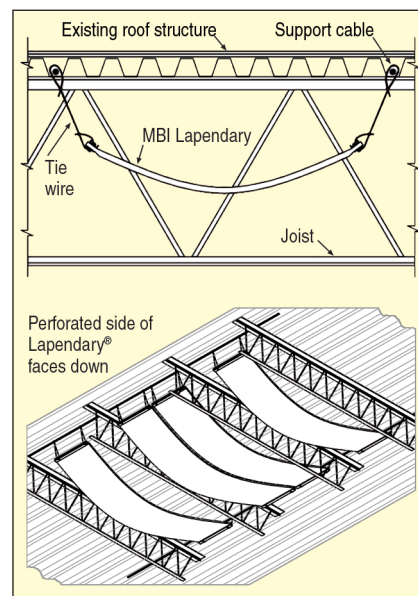 Existing roof structure
Support cable
MBI Lapendary
Tie
wire
Joist
Perforated side of
Lapendary®
faces down